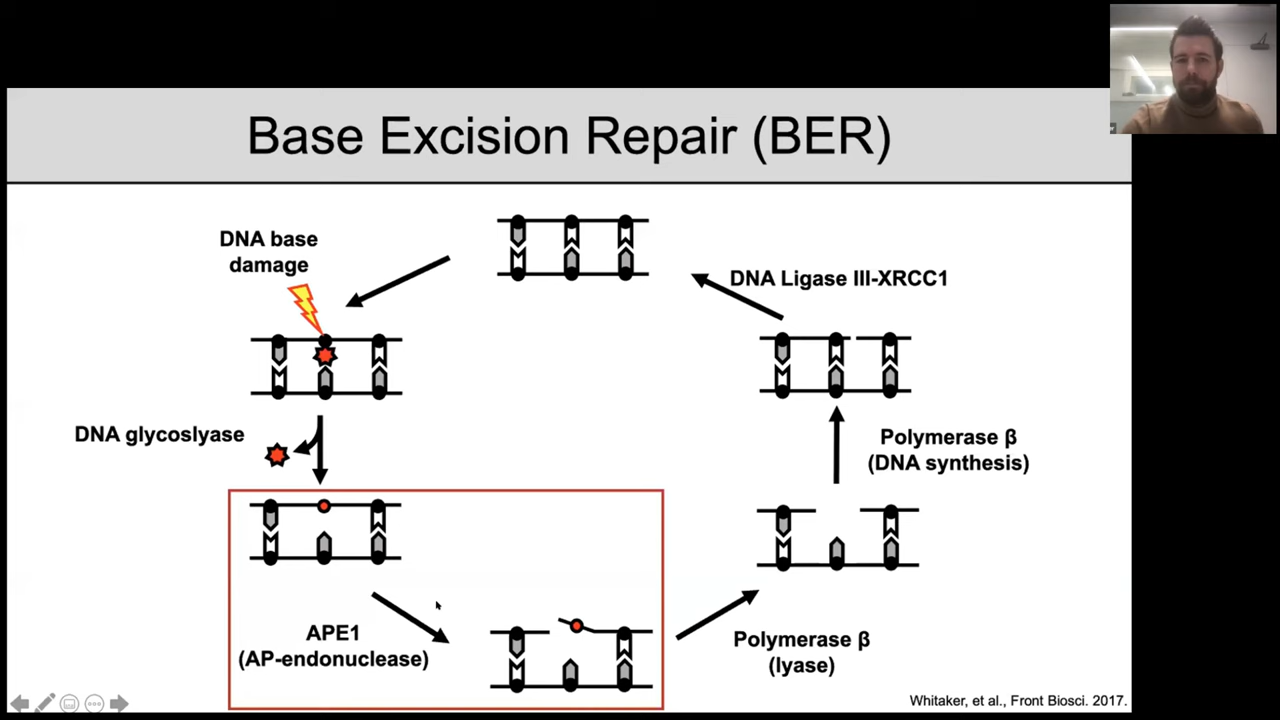 Base Excision Repair (BER)
DNA base
damage
DNA Ligase III-XRCC1
DNA glycoslyase
Polymerase β
(DNA synthesis)
APE1
(AP-endonuclease)
Polymerase β
(lyase)
Whitaker, et al., Front Biosci. 2017.